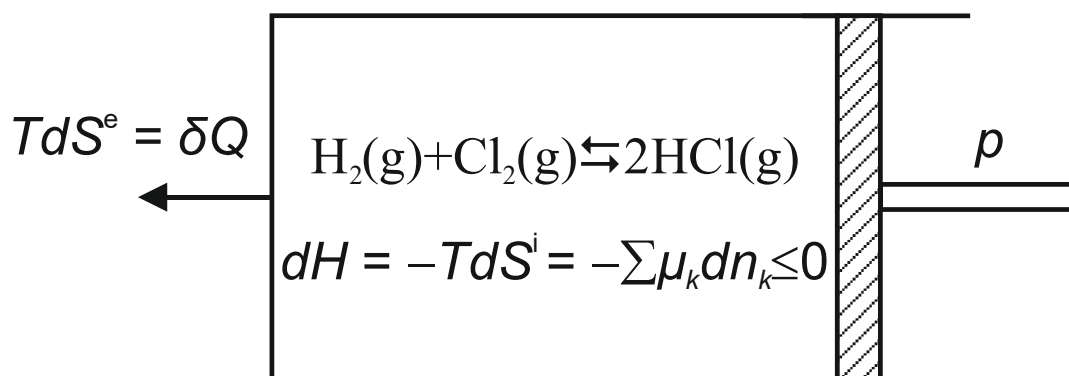 TdSᵉ = δQ
H₂(g)+Cl₂(g)⇆2HCl(g)
p
dH = –TdSⁱ = –∑μₖdnₖ≤0